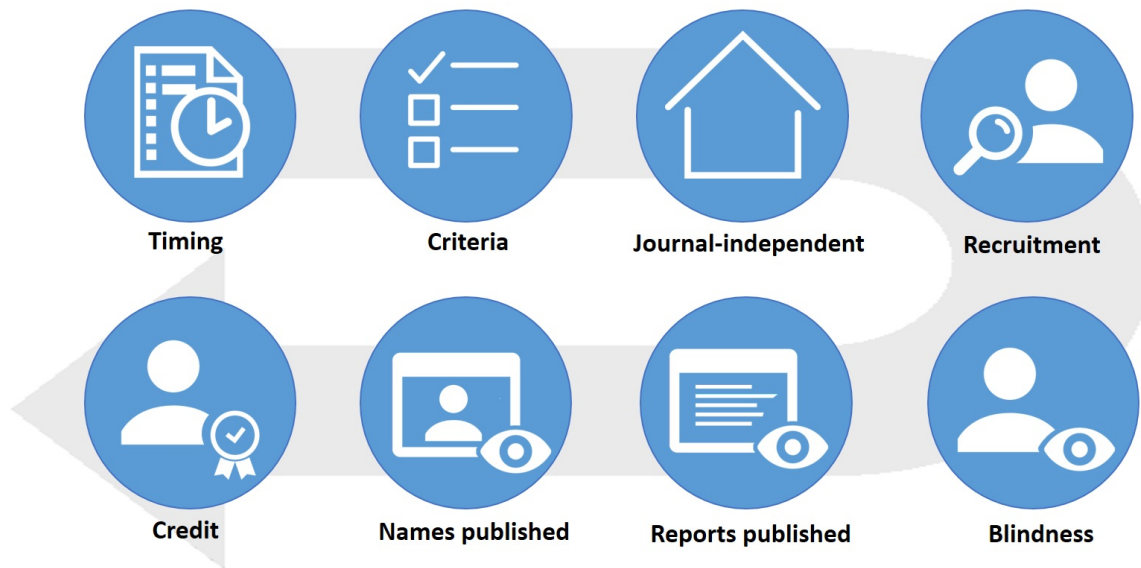 Timing
Criteria
Journal-independent
Recruitment
Credit
Names published
Reports published
Blindness